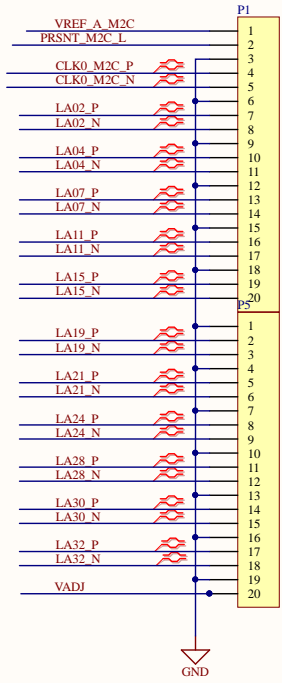 P1
VREF_A_M2C 1
PRSNT_M2C_L 2
3
CLK0_M2C_P 4
CLK0_M2C_N 5
6
LA02_P 7
LA02_N 8
9
LA04_P 10
LA04_N 11
12
LA07_P 13
LA07_N 14
15
LA11_P 16
LA11_N 17
18
LA15_P 19
LA15_N 20
P5
1
LA19_P 2
LA19_N 3
4
LA21_P 5
LA21_N 6
7
LA24_P 8
LA24_N 9
10
LA28_P 11
LA28_N 12
13
LA30_P 14
LA30_N 15
16
LA32_P 17
LA32_N 18
19
VADJ 20
GND